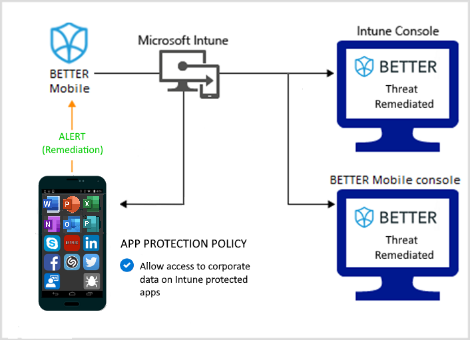 Microsoft Intune
Intune Console
BETTER
Mobile
BETTER
Threat
Remediated
ALERT
(Remediation)
BETTER Mobile console
BETTER
Threat
Remediated
APP PROTECTION POLICY
Allow access to corporate
data on Intune protected
apps